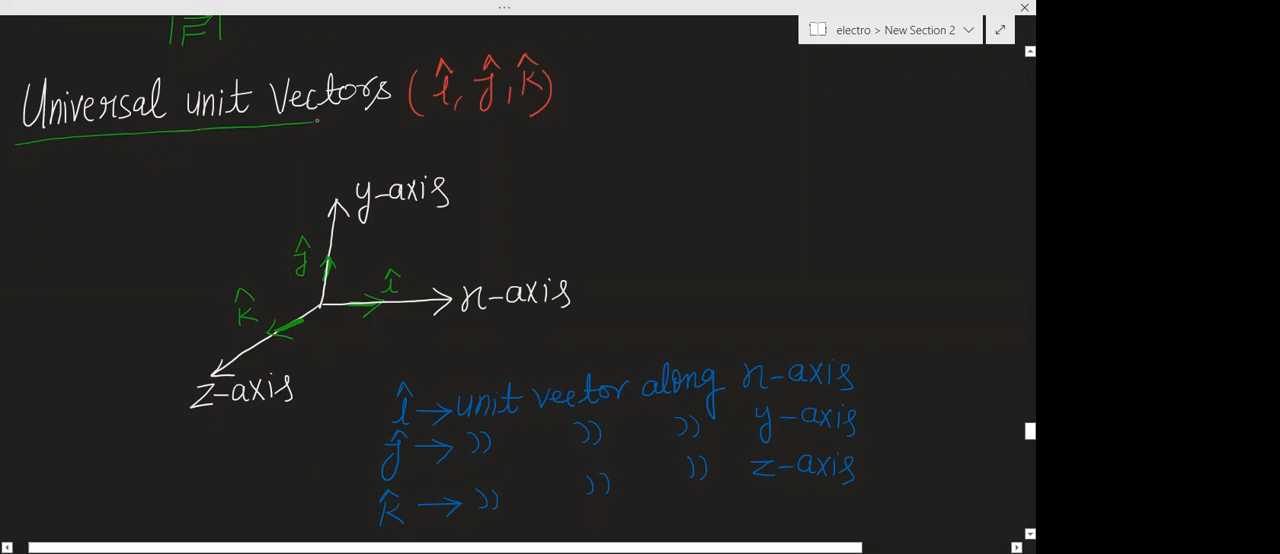 |F|
electro > New Section 2
Universal unit vectors (î, ĵ, k̂)
y-axis
ĵ
î
k̂
x-axis
z-axis
î → unit vector along x-axis
ĵ → )) )) )) y-axis
k̂ → )) )) )) z-axis